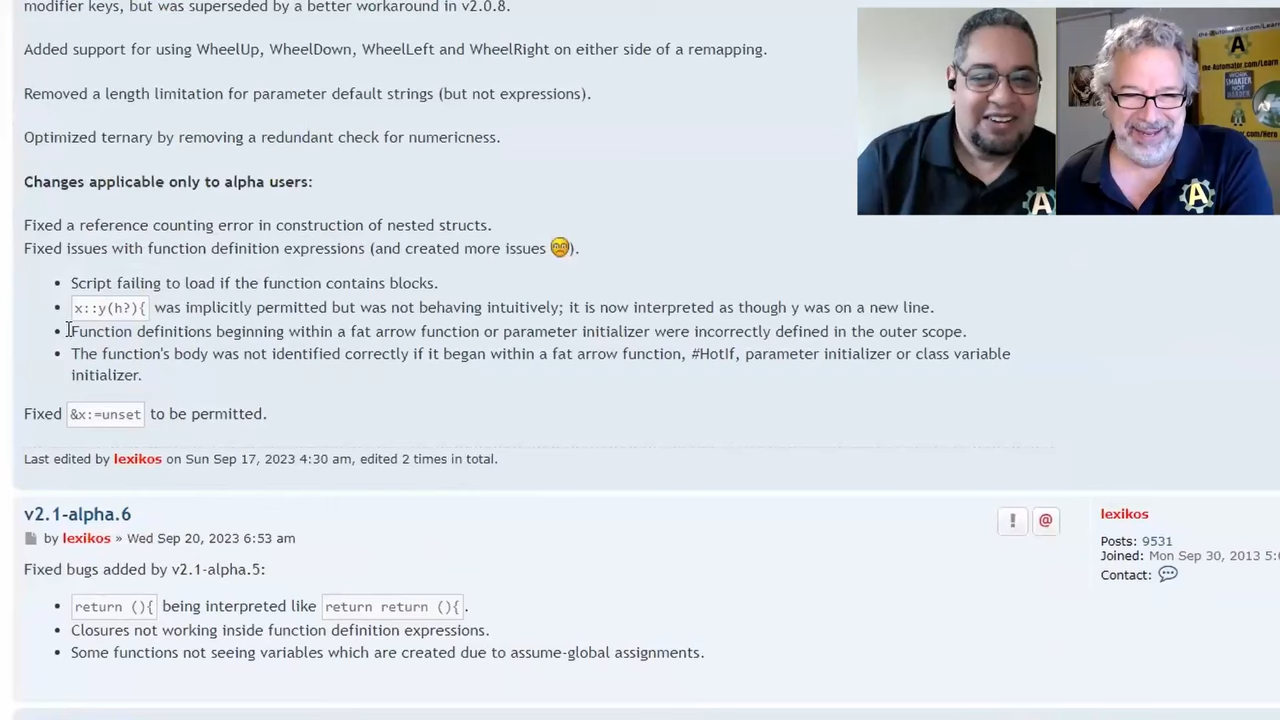 modifier keys, but was superseded by a better workaround in v2.0.8.
Added support for using WheelUp, WheelDown, WheelLeft and WheelRight on either side of a remapping.
Removed a length limitation for parameter default strings (but not expressions).
Optimized ternary by removing a redundant check for numericness.
Changes applicable only to alpha users:
Fixed a reference counting error in construction of nested structs.
Fixed issues with function definition expressions (and created more issues ).
• Script failing to load if the function contains blocks.
• x::y(h?){ was implicitly permitted but was not behaving intuitively; it is now interpreted as though y was on a new line.
• Function definitions beginning within a fat arrow function or parameter initializer were incorrectly defined in the outer scope.
• The function's body was not identified correctly if it began within a fat arrow function, #HotIf, parameter initializer or class variable
initializer.
Fixed &x:=unset to be permitted.
Last edited by lexikos on Sun Sep 17, 2023 4:30 am, edited 2 times in total.
v2.1-alpha.6
by lexikos » Wed Sep 20, 2023 6:53 am
Fixed bugs added by v2.1-alpha.5:
• return (){ being interpreted like return return (){.
• Closures not working inside function definition expressions.
• Some functions not seeing variables which are created due to assume-global assignments.
! @
lexikos
Posts: 9531
Joined: Mon Sep 30, 2013 5:0
Contact:
A
the-Automator.com/Learn
WORK
SMARTER
NOT
HARDER
A
A